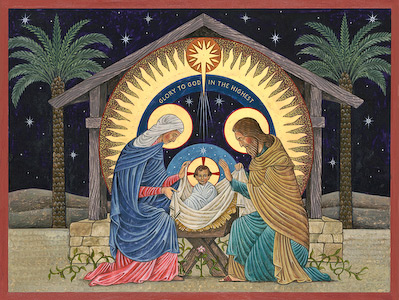 GLORY TO GOD IN THE HIGHEST